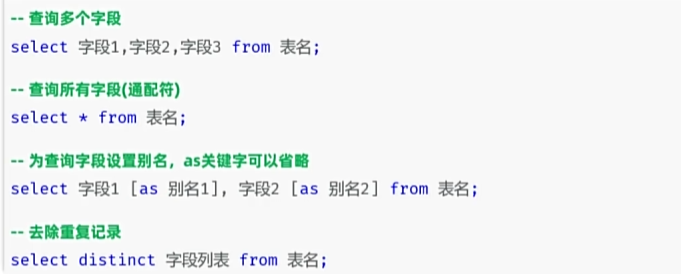 -- 查询多个字段
select 字段1,字段2,字段3 from 表名;
-- 查询所有字段(通配符)
select * from 表名;
-- 为查询字段设置别名，as关键字可以省略
select 字段1 [as 别名1], 字段2 [as 别名2] from 表名;
-- 去除重复记录
select distinct 字段列表 from 表名;